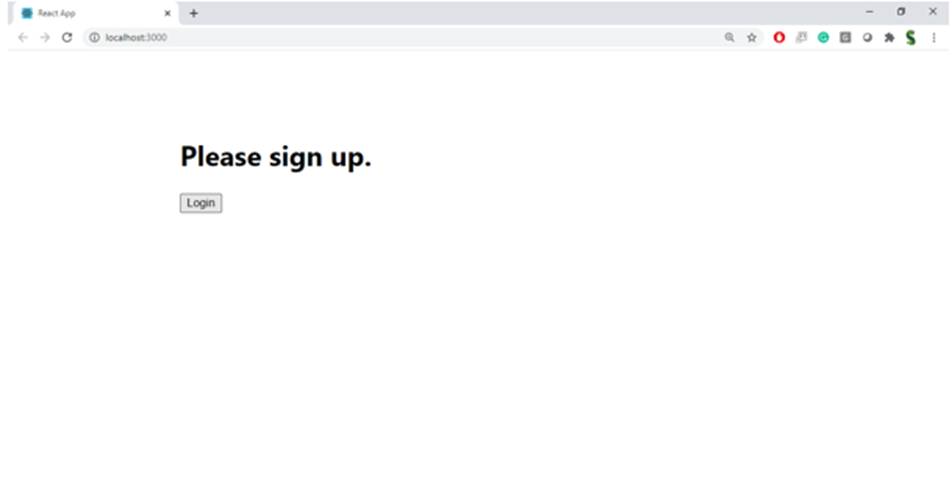 React App
localhost:3000
Please sign up.
Login